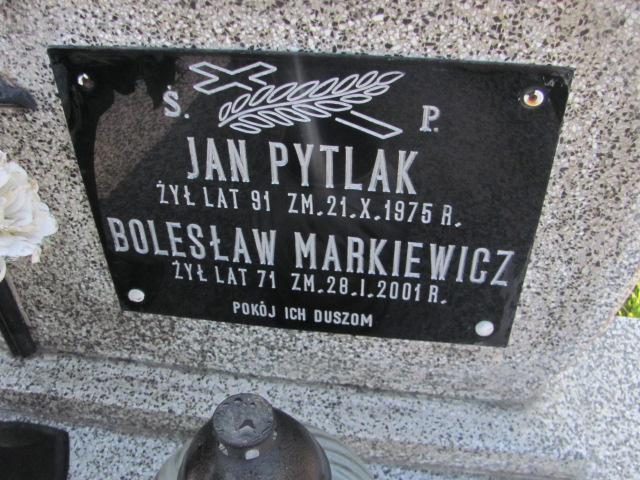 Ś. P.
JAN PYTLAK
ŻYŁ LAT 91 ZM. 21.X.1975 R.
BOLESŁAW MARKIEWICZ
ŻYŁ LAT 71 ZM. 28.I.2001 R.
POKÓJ ICH DUSZOM